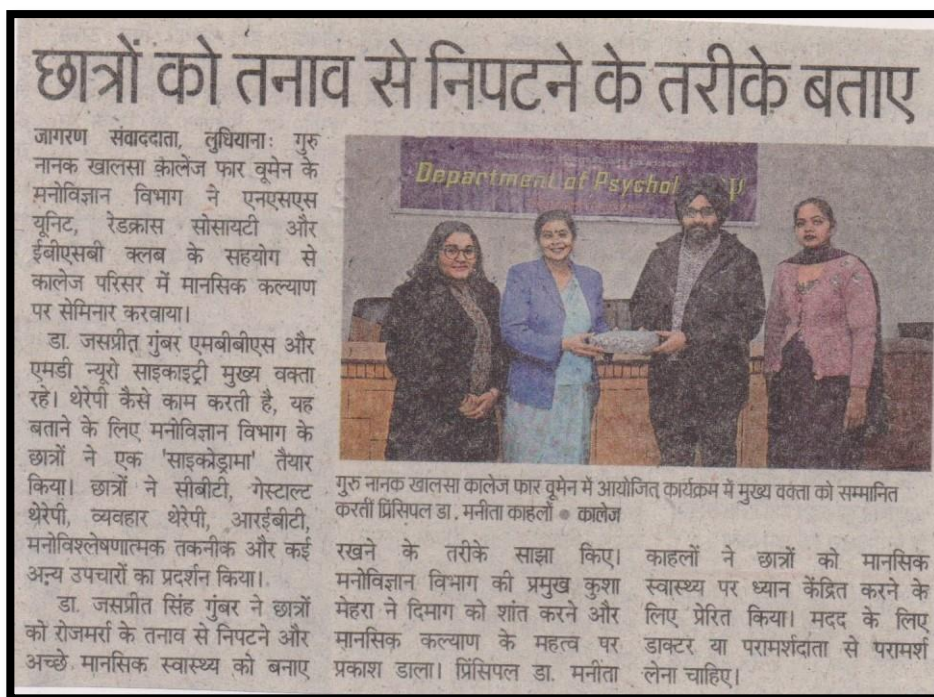 छात्रों को तनाव से निपटने के तरीके बताए
जागरण संवाददाता, लुधियानाः गुरु
नानक खालसा कालेज फार वूमेन के
मनोविज्ञान विभाग ने एनएसएस
यूनिट, रेडक्रास सोसायटी और
ईबीएसबी क्लब के सहयोग से
कालेज परिसर में मानसिक कल्याण
पर सेमिनार करवाया।
डा. जसप्रीत गुंबर एमबीबीएस और
एमडी न्यूरो साइकाइट्री मुख्य वक्ता
रहे। थेरेपी कैसे काम करती है, यह
बताने के लिए मनोविज्ञान विभाग के
छात्रों ने एक 'साइकोड्रामा' तैयार
किया। छात्रों ने सीबीटी, गेस्टाल्ट
थेरेपी, व्यवहार थेरेपी, आरईबीटी,
मनोविश्लेषणात्मक तकनीक और कई
अन्य उपचारों का प्रदर्शन किया।
डा. जसप्रीत सिंह गुंबर ने छात्रों
को रोजमर्रा के तनाव से निपटने और
अच्छे मानसिक स्वास्थ्य को बनाए
Department of Psychol
गुरु नानक खालसा कालेज फार वूमेन में आयोजित कार्यक्रम में मुख्य वक्ता को सम्मानित
करतीं प्रिंसिपल डा. मनीता काहलों ● कालेज
रखने के तरीके साझा किए।
मनोविज्ञान विभाग की प्रमुख कुशा
मेहरा ने दिमाग को शांत करने और
मानसिक कल्याण के महत्व पर
प्रकाश डाला। प्रिंसिपल डा. मनीता
काहलों ने छात्रों को मानसिक
स्वास्थ्य पर ध्यान केंद्रित करने के
लिए प्रेरित किया। मदद के लिए
डाक्टर या परामर्शदाता से परामर्श
लेना चाहिए।